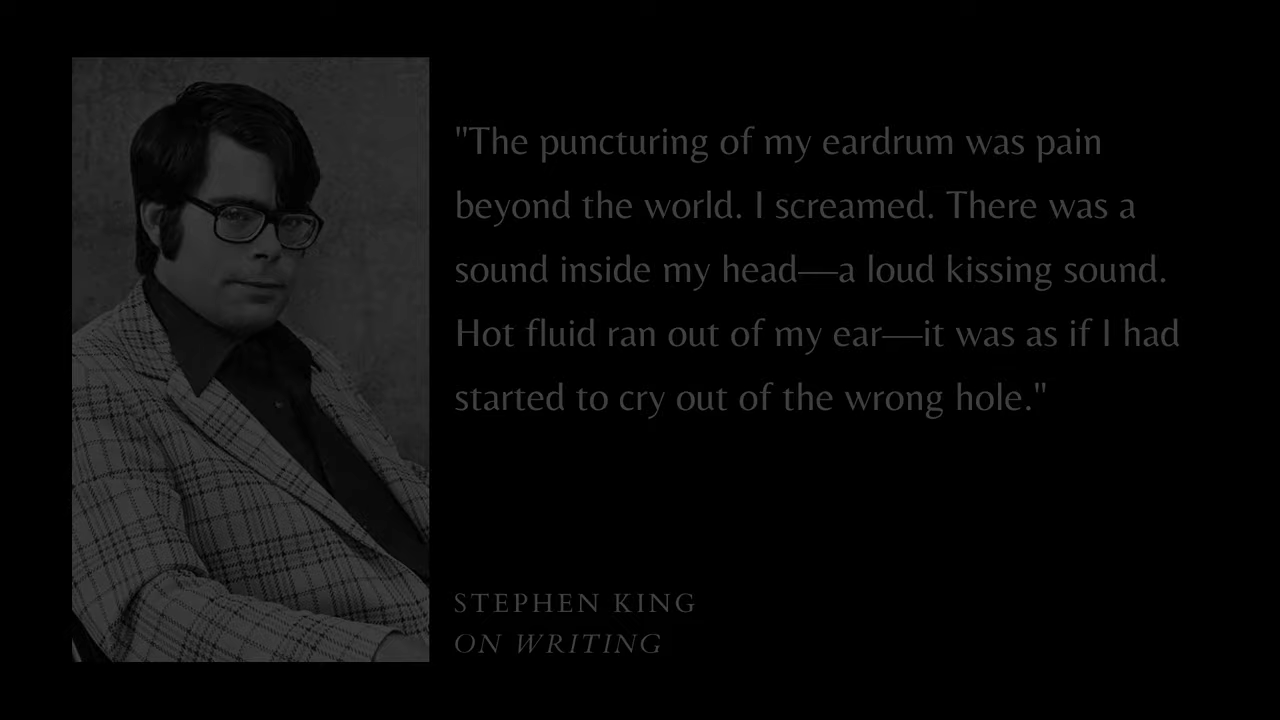 "The puncturing of my eardrum was pain
beyond the world. I screamed. There was a
sound inside my head—a loud kissing sound.
Hot fluid ran out of my ear—it was as if I had
started to cry out of the wrong hole."
STEPHEN KING
ON WRITING